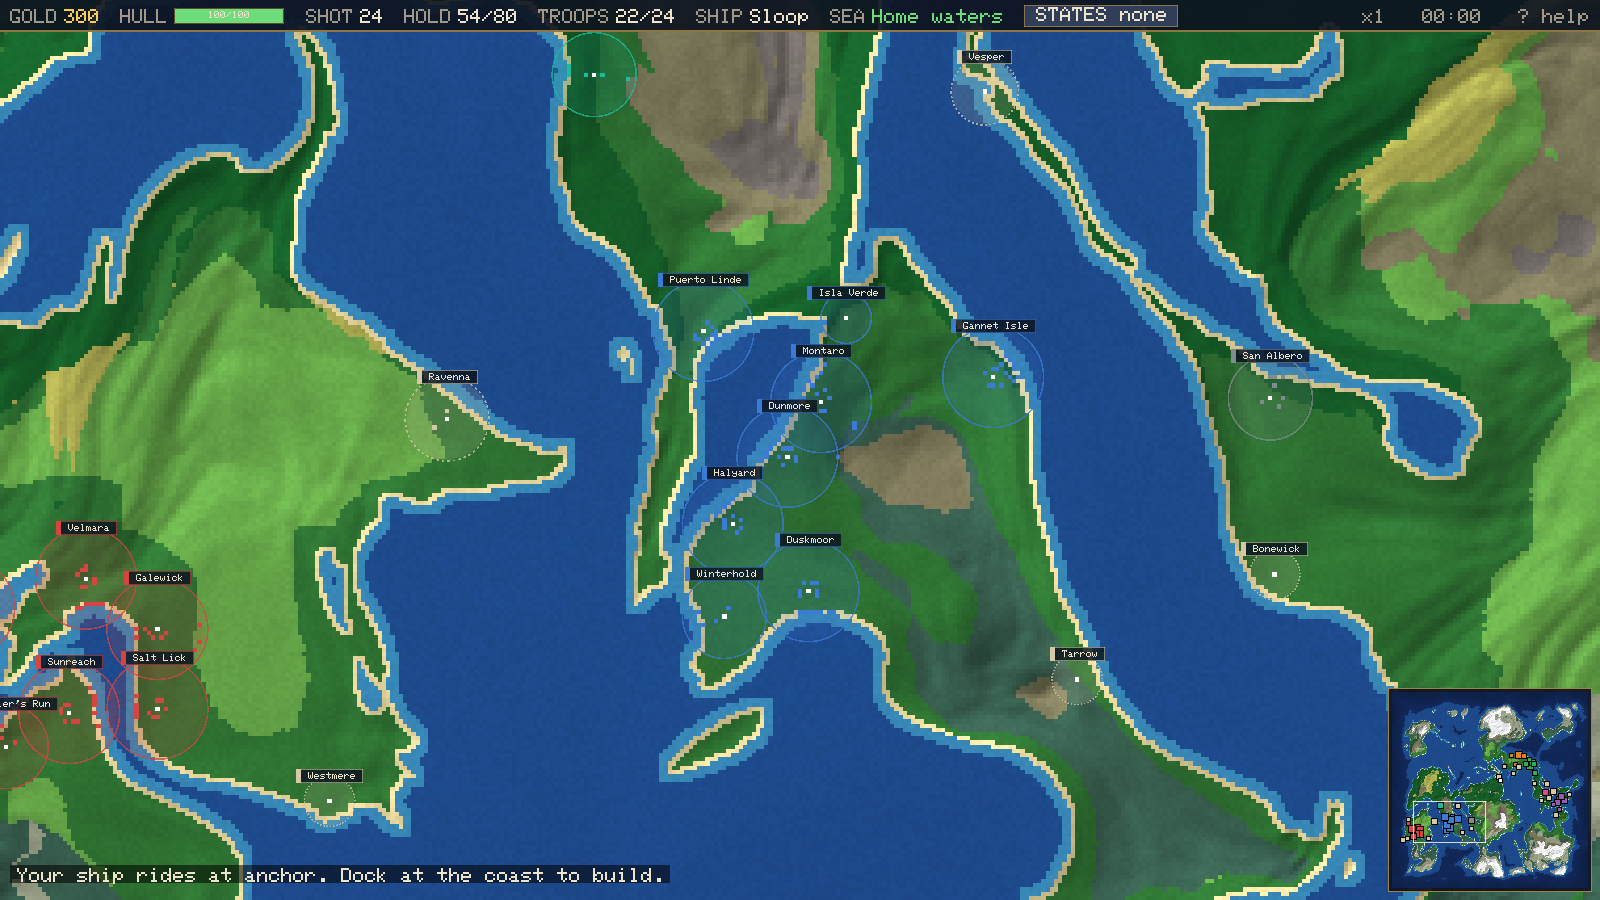 GOLD 300 HULL 100/100 SHOT 24 HOLD 54/80 TROOPS 22/24 SHIP Sloop SEA Home waters STATES none x1 00:00 ? help
Vesper
Puerto Linde
Isla Verde
Gannet Isle
Montaro
San Albero
Ravenna
Dunmore
Halyard
Velmara
Duskmoor
Bonewick
Winterhold
Galewick
Tarrow
Salt Lick
Sunreach
ler's Run
Westmere
Your ship rides at anchor. Dock at the coast to build.